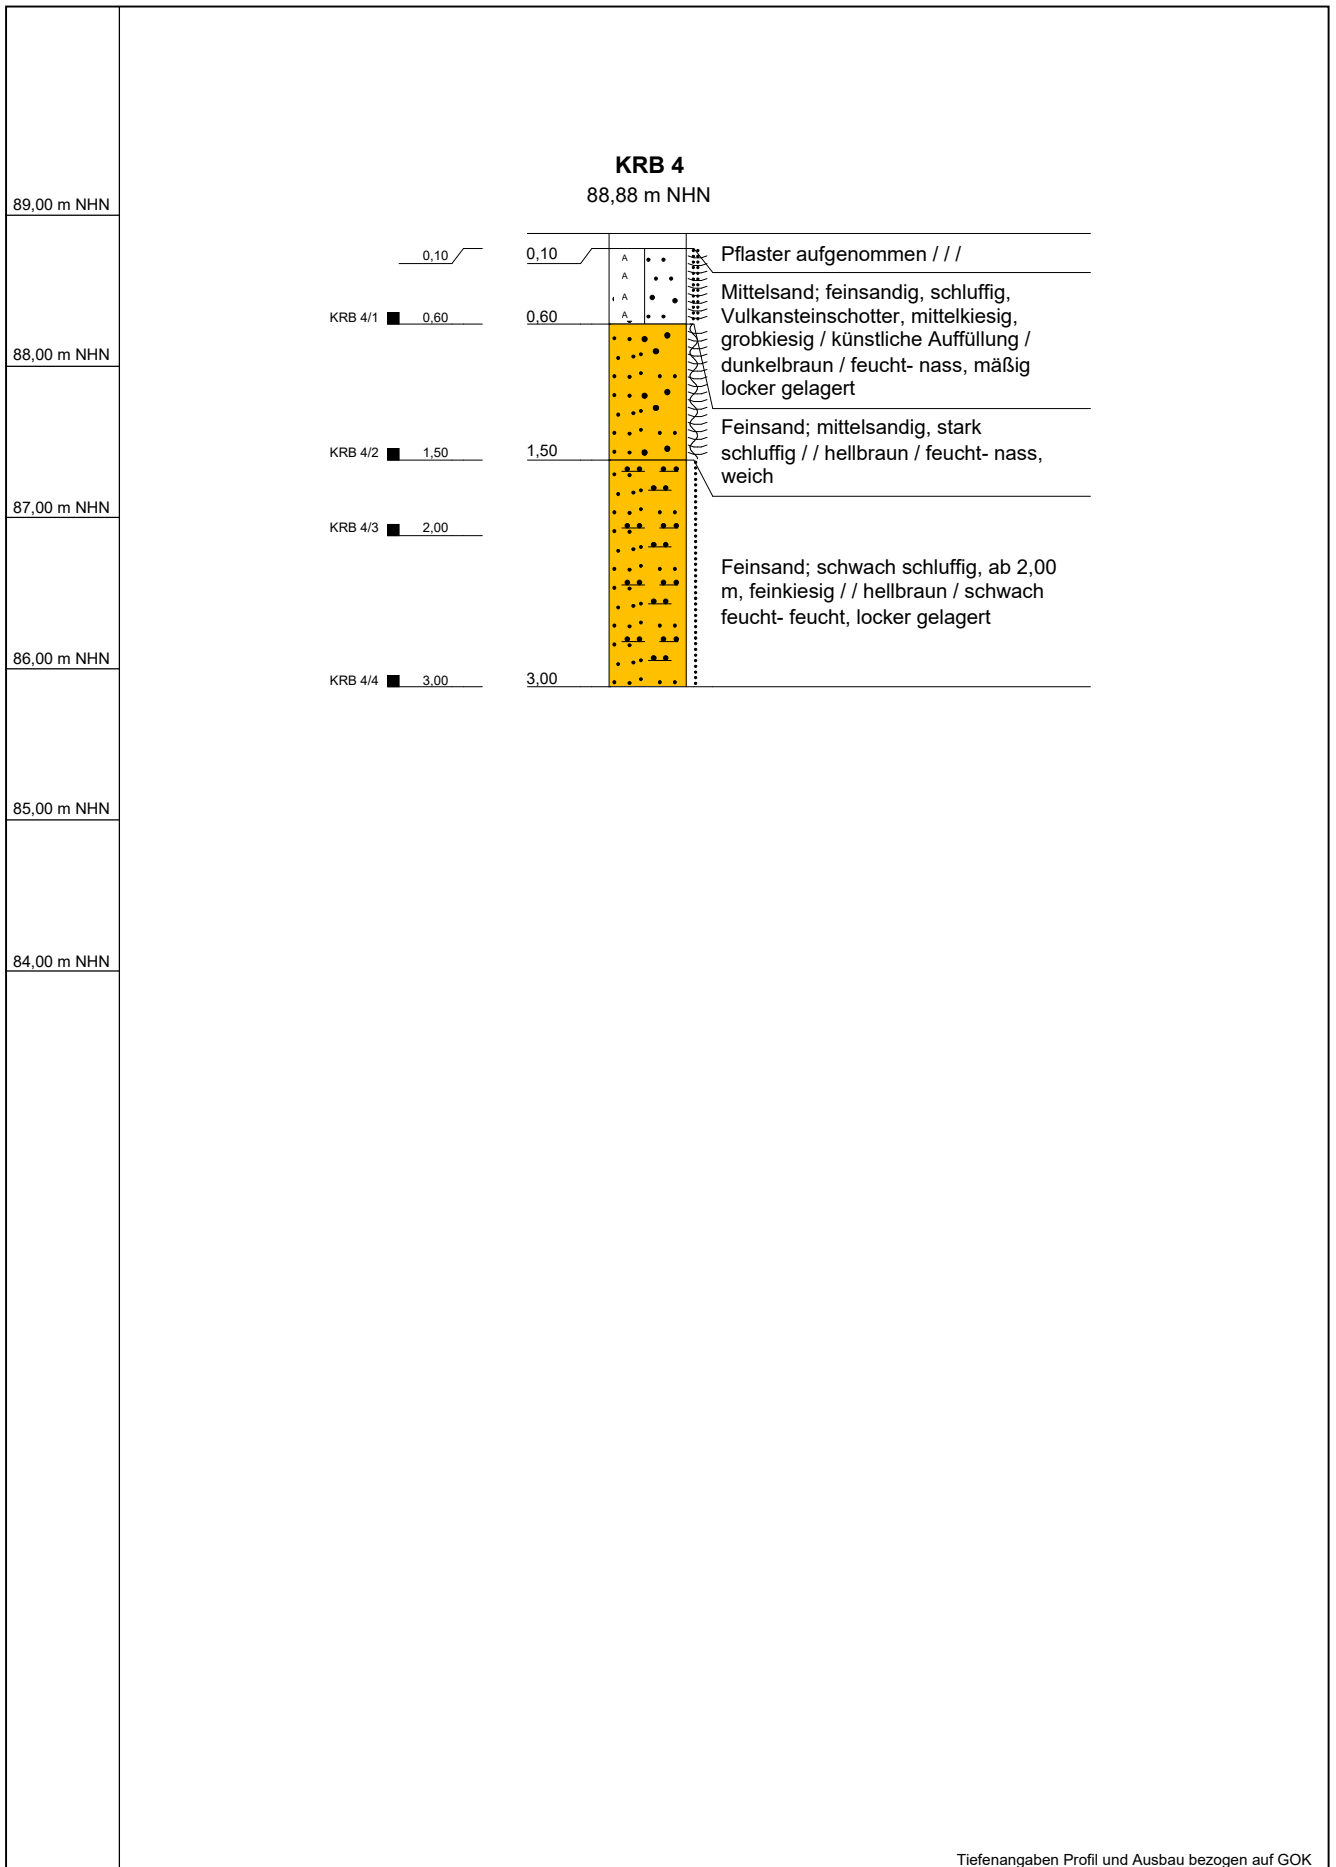 KRB 4
88,88 m NHN
89,00 m NHN
88,00 m NHN
87,00 m NHN
86,00 m NHN
85,00 m NHN
84,00 m NHN
0,10
KRB 4/1 0,60
KRB 4/2 1,50
KRB 4/3 2,00
KRB 4/4 3,00
0,10
0,60
1,50
3,00
A
A
A
A
Pflaster aufgenommen / / /
Mittelsand; feinsandig, schluffig,
Vulkansteinschotter, mittelkiesig,
grobkiesig / künstliche Auffüllung /
dunkelbraun / feucht- nass, mäßig
locker gelagert
Feinsand; mittelsandig, stark
schluffig / / hellbraun / feucht- nass,
weich
Feinsand; schwach schluffig, ab 2,00
m, feinkiesig / / hellbraun / schwach
feucht- feucht, locker gelagert
Tiefenangaben Profil und Ausbau bezogen auf GOK